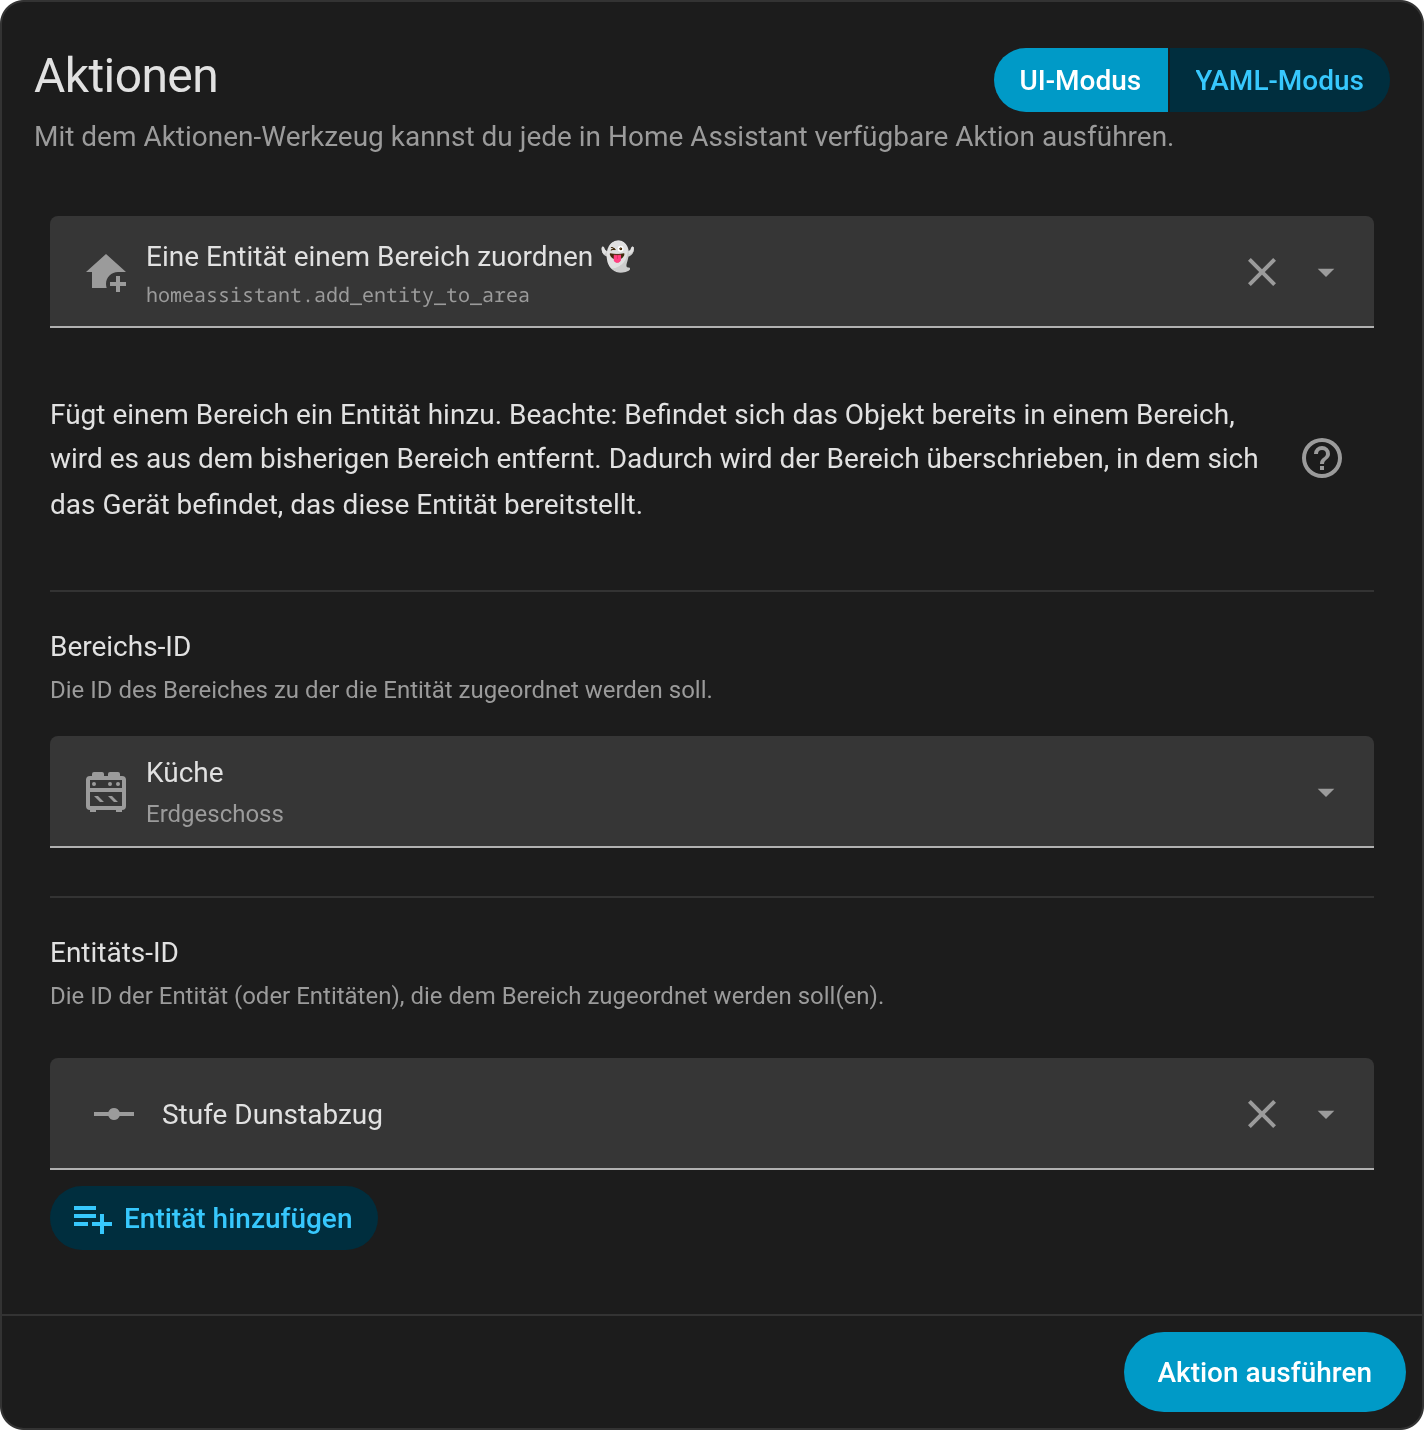 Aktionen
UI-Modus
YAML-Modus
Mit dem Aktionen-Werkzeug kannst du jede in Home Assistant verfügbare Aktion ausführen.
Eine Entität einem Bereich zuordnen 👻
homeassistant.add_entity_to_area
Fügt einem Bereich ein Entität hinzu. Beachte: Befindet sich das Objekt bereits in einem Bereich,
wird es aus dem bisherigen Bereich entfernt. Dadurch wird der Bereich überschrieben, in dem sich
das Gerät befindet, das diese Entität bereitstellt.
Bereichs-ID
Die ID des Bereiches zu der die Entität zugeordnet werden soll.
Küche
Erdgeschoss
Entitäts-ID
Die ID der Entität (oder Entitäten), die dem Bereich zugeordnet werden soll(en).
Stufe Dunstabzug
Entität hinzufügen
Aktion ausführen